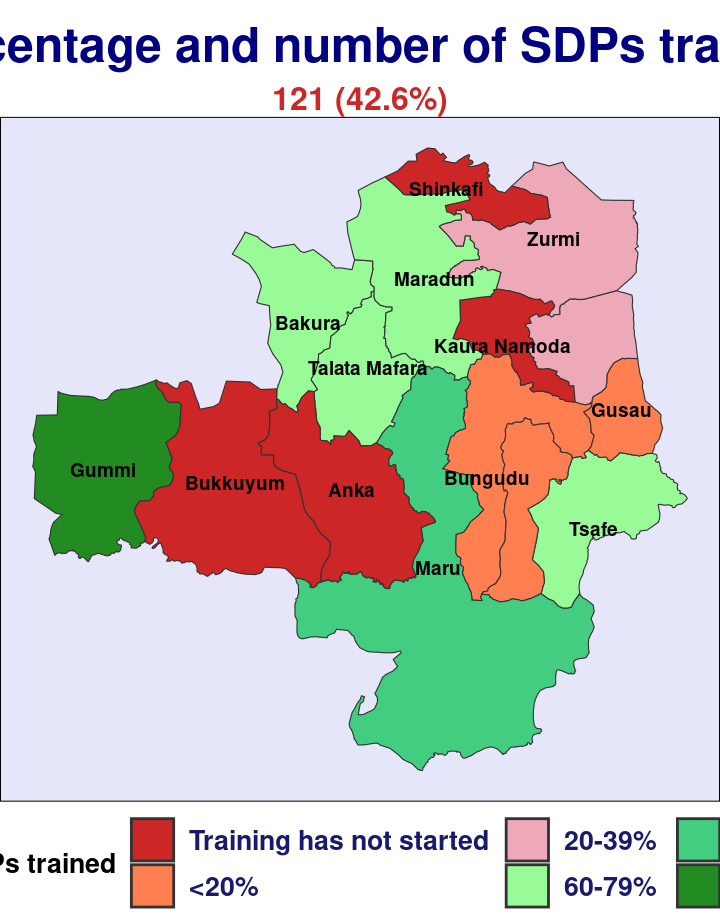 centage and number of SDPs tra
121 (42.6%)
Shinkafi
Zurmi
Maradun
Bakura
Kaura Namoda
Talata Mafara
Gusau
Gummi
Bukkuyum
Anka
Bungudu
Tsafe
Maru
Training has not started
20-39%
Ps trained
<20%
60-79%